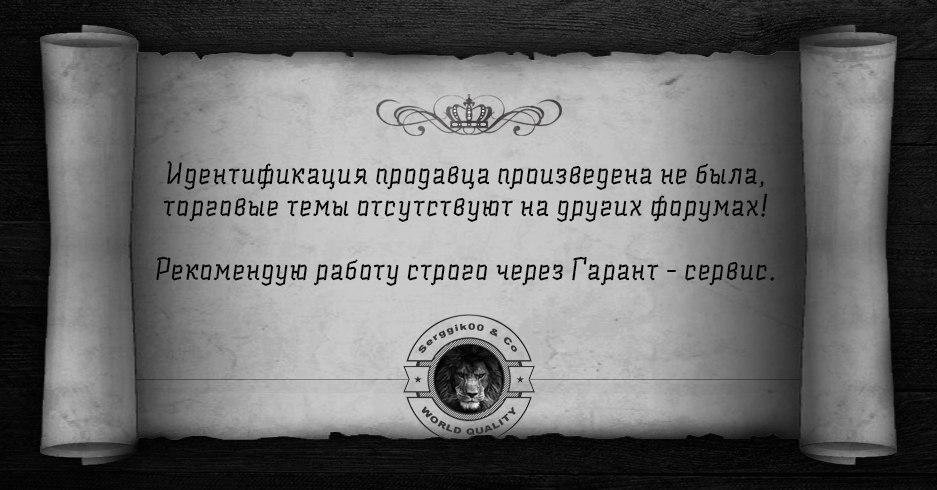 Идентификация продавца произведена не была,
торговые темы отсутствуют на других форумах!
Рекомендую работу строго через Гарант - сервис.
Serggik00 & Co
WORLD QUALITY